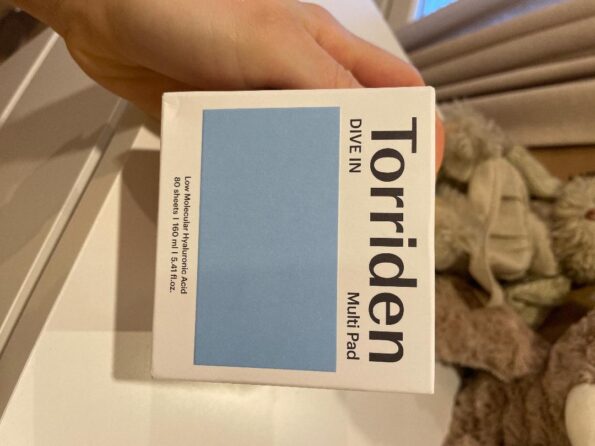 Torriden
DIVE IN Multi Pad
Low Molecular Hyaluronic Acid
80 sheets I 160 ml I 5.41 fl.oz.